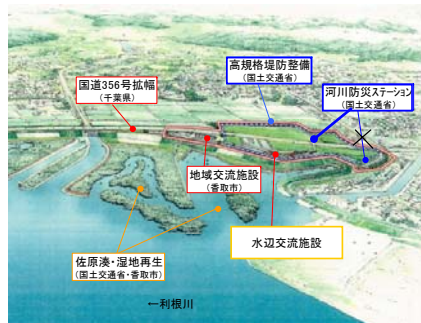 高規格堤防整備
(国土交通省)
国道356号拡幅
(千葉県)
河川防災ステーション
(国土交通省)
地域交流施設
(香取市)
水辺交流施設
佐原湊・湿地再生
(国土交通省・香取市)
←利根川